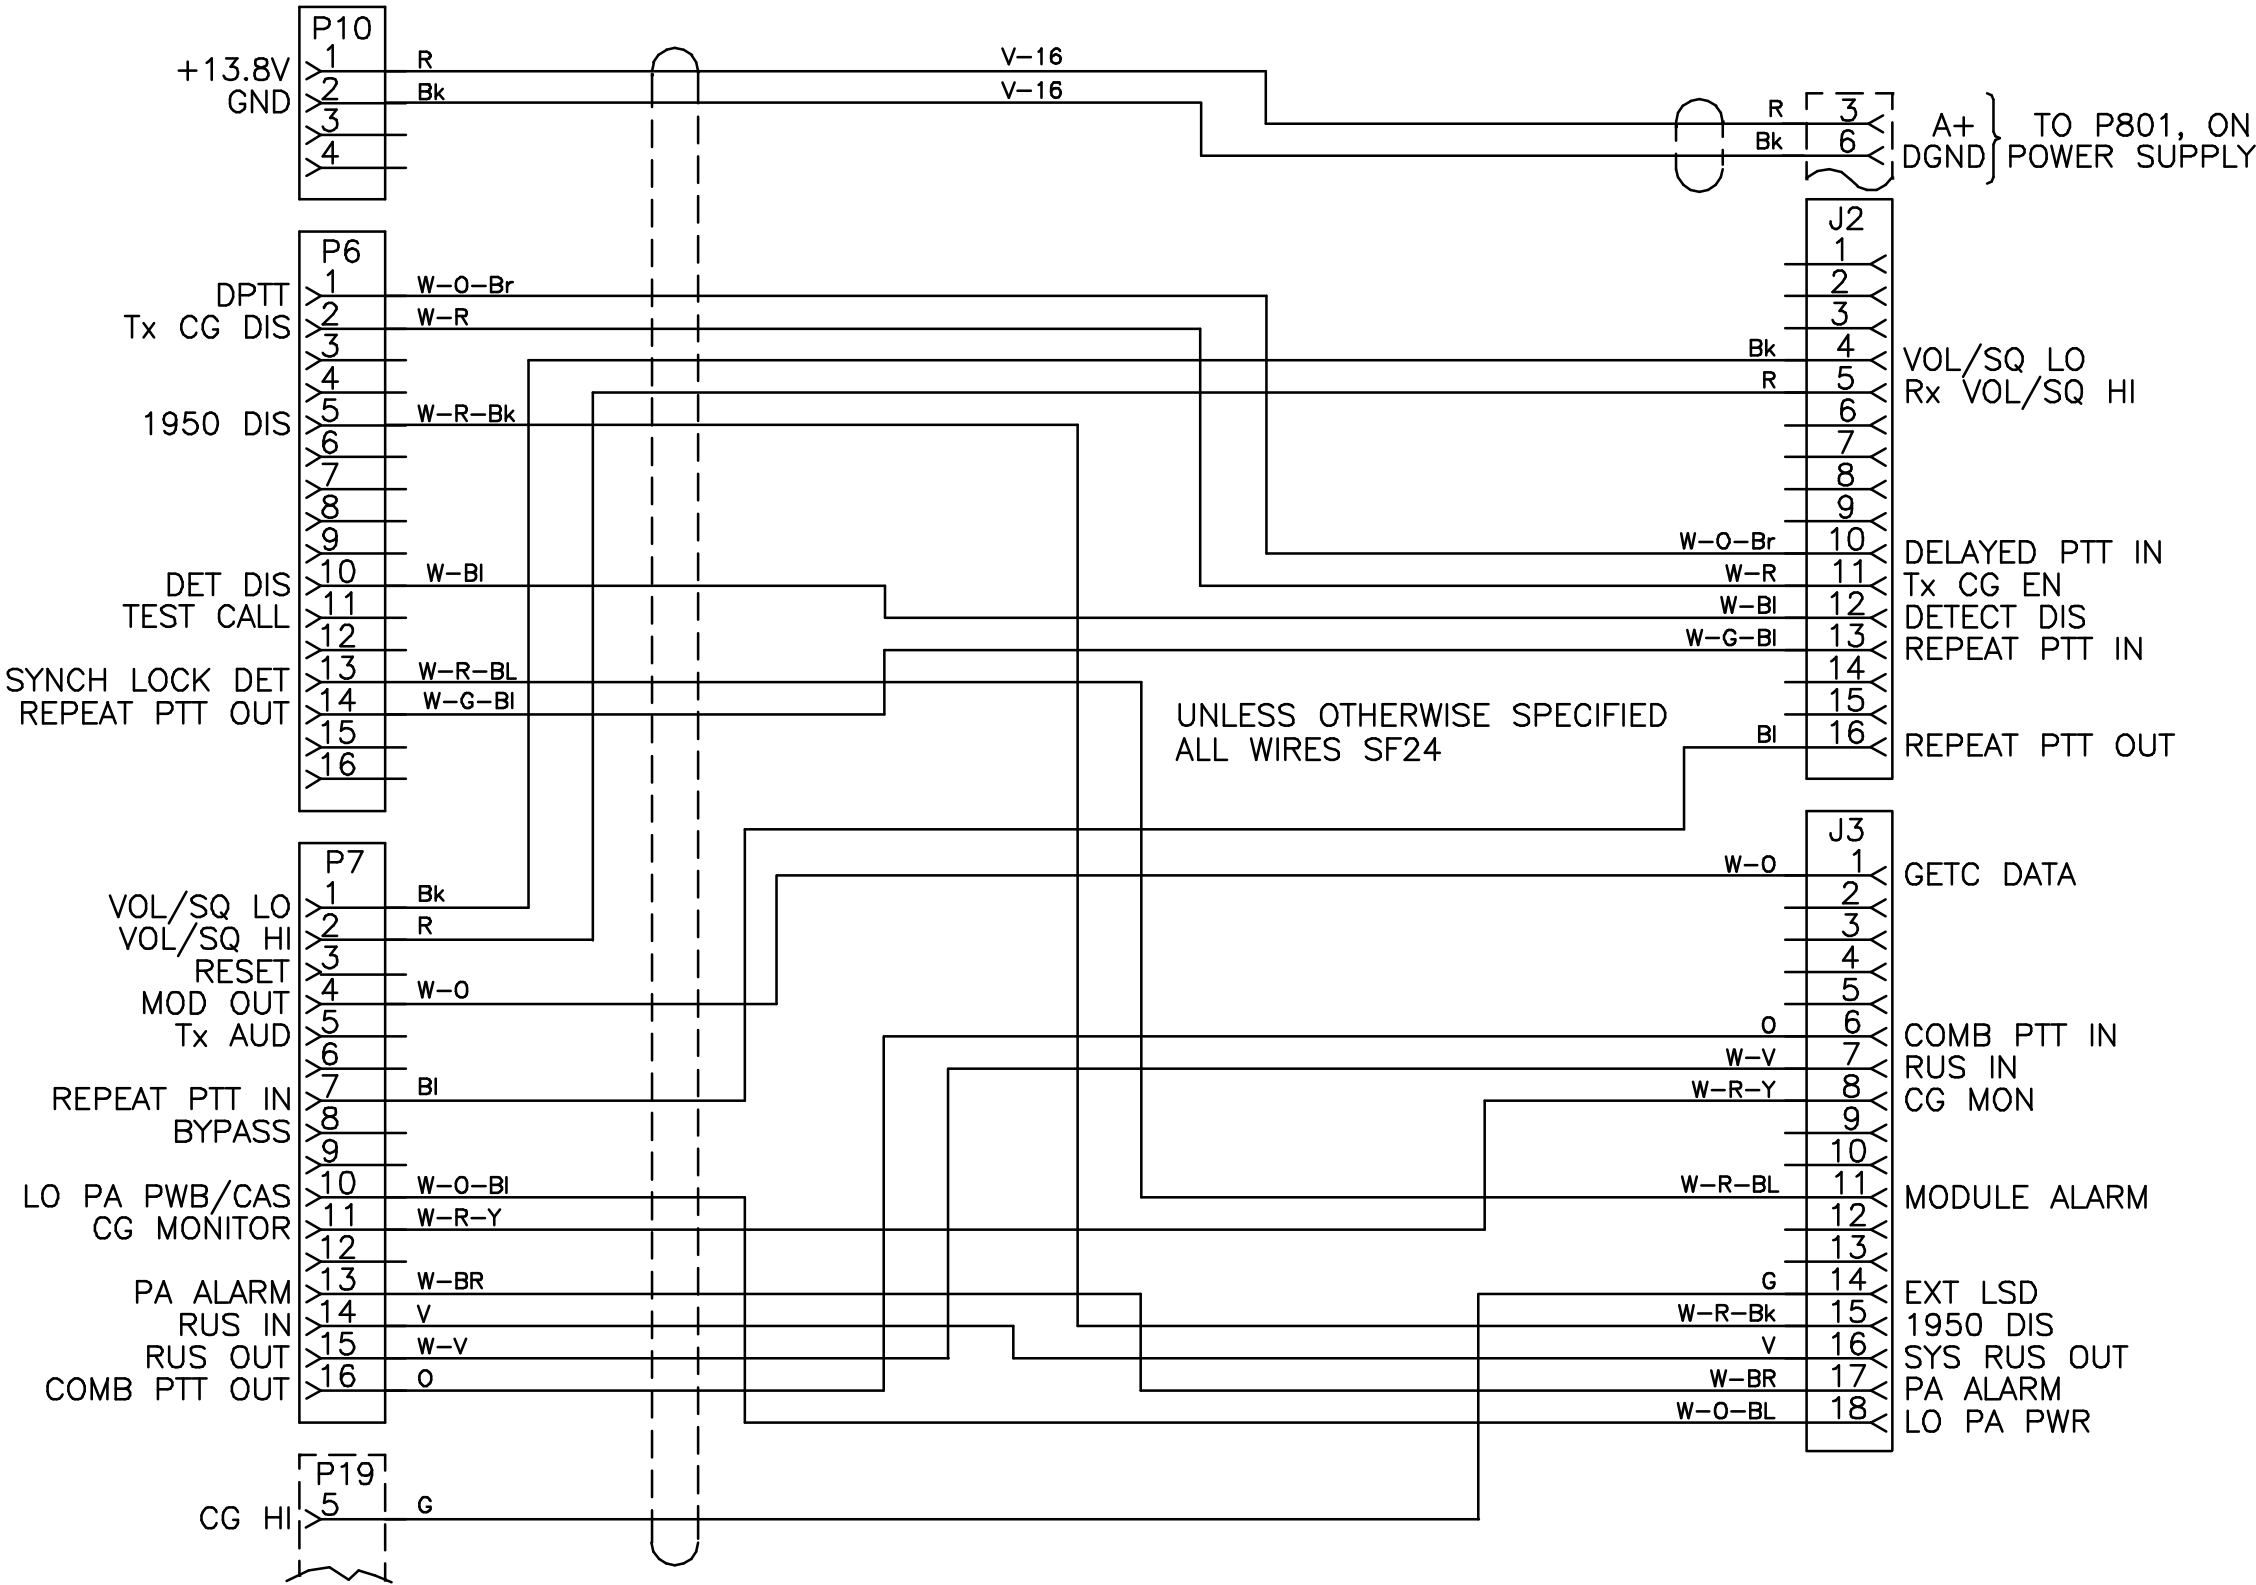 P10
1
+13.8V
R
V-16
2
GND
Bk
V-16
3
4
R
3
A+
TO P801, ON
Bk
6
DGND
POWER SUPPLY
P6
1
DPTT
W-O-Br
2
Tx CG DIS
W-R
3
4
5
1950 DIS
W-R-Bk
6
7
8
9
10
DET DIS
W-Bl
11
TEST CALL
12
13
SYNCH LOCK DET
W-R-BL
14
REPEAT PTT OUT
W-G-Bl
15
16
J2
1
2
3
Bk
4
VOL/SQ LO
R
5
Rx VOL/SQ HI
6
7
8
9
W-O-Br
10
DELAYED PTT IN
W-R
11
Tx CG EN
W-Bl
12
DETECT DIS
W-G-Bl
13
REPEAT PTT IN
14
15
Bl
16
REPEAT PTT OUT
UNLESS OTHERWISE SPECIFIED
ALL WIRES SF24
P7
1
VOL/SQ LO
Bk
2
VOL/SQ HI
R
3
RESET
4
MOD OUT
W-O
5
Tx AUD
6
7
REPEAT PTT IN
Bl
8
BYPASS
9
10
LO PA PWB/CAS
W-O-Bl
11
CG MONITOR
W-R-Y
12
13
PA ALARM
W-BR
14
RUS IN
V
15
RUS OUT
W-V
16
COMB PTT OUT
O
J3
W-O
1
GETC DATA
2
3
4
5
O
6
COMB PTT IN
W-V
7
RUS IN
W-R-Y
8
CG MON
9
10
W-R-BL
11
MODULE ALARM
12
13
G
14
EXT LSD
W-R-Bk
15
1950 DIS
V
16
SYS RUS OUT
W-BR
17
PA ALARM
W-O-BL
18
LO PA PWR
P19
5
CG HI
G